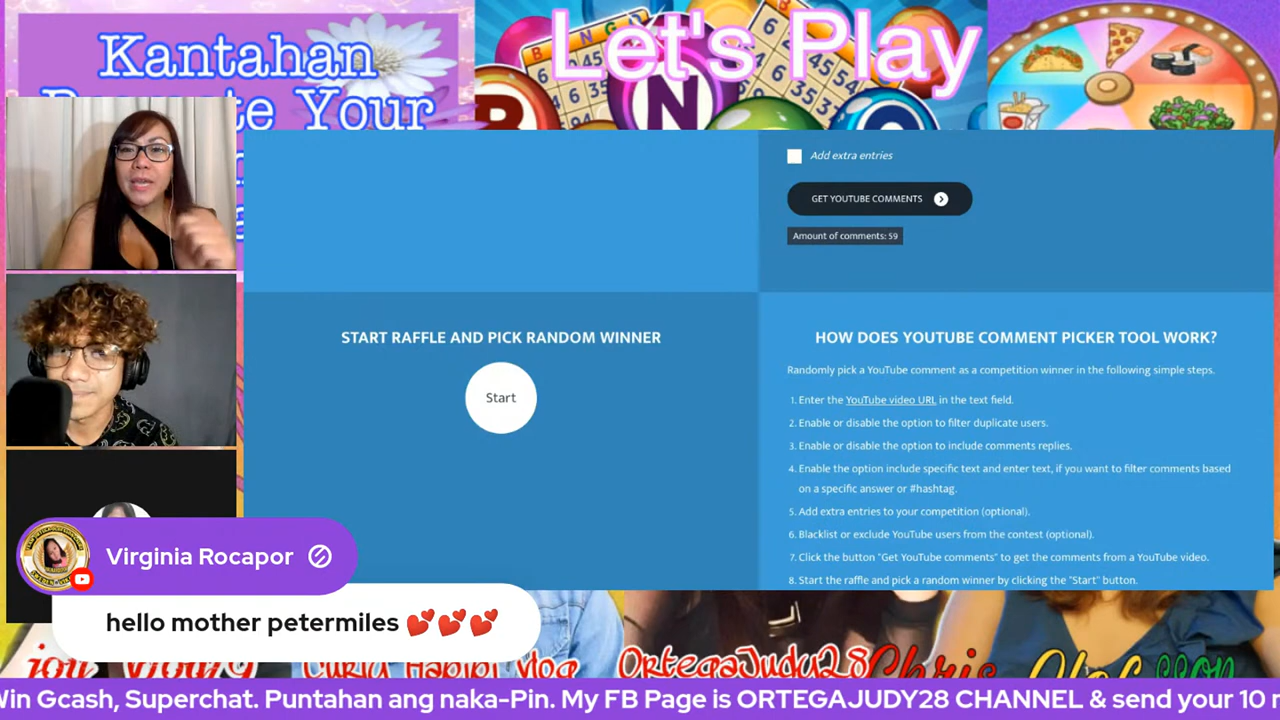 Kantahan
Let's Play
Promote Your
B
N
G
Add extra entries
GET YOUTUBE COMMENTS
Amount of comments: 59
START RAFFLE AND PICK RANDOM WINNER
Start
HOW DOES YOUTUBE COMMENT PICKER TOOL WORK?
Randomly pick a YouTube comment as a competition winner in the following simple steps.
1. Enter the YouTube video URL in the text field.
2. Enable or disable the option to filter duplicate users.
3. Enable or disable the option to include comments replies.
4. Enable the option include specific text and enter text, if you want to filter comments based
on a specific answer or #hashtag.
5. Add extra entries to your competition (optional).
6. Blacklist or exclude YouTube users from the contest (optional).
7. Click the button "Get YouTube comments" to get the comments from a YouTube video.
8. Start the raffle and pick a random winner by clicking the "Start" button.
Virginia Rocapor
hello mother petermiles 💕💕💕
Curly Habibi Vlog
OrtegaJudy28
Chris
Win Gcash, Superchat. Puntahan ang naka-Pin. My FB Page is ORTEGAJUDY28 CHANNEL & send your 10